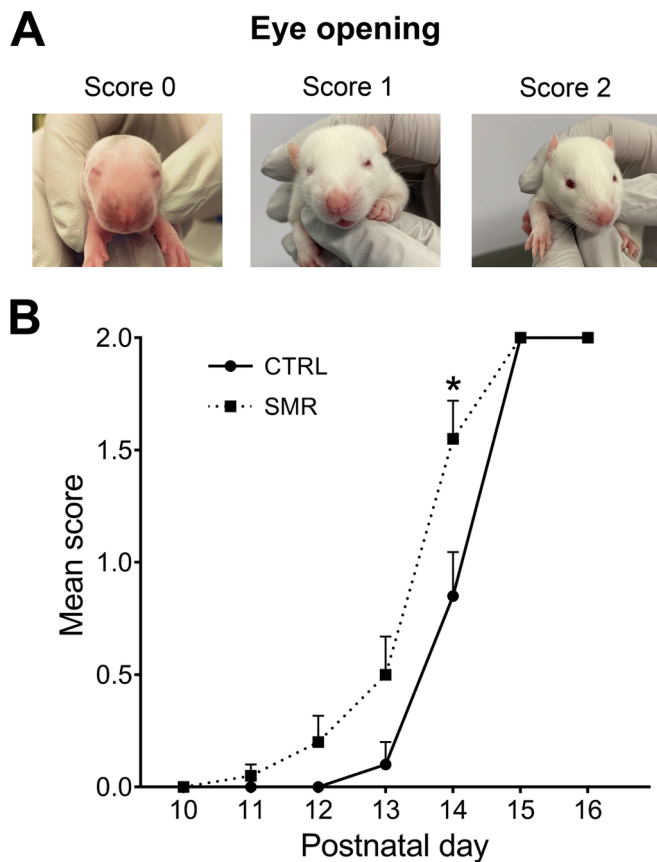 A
Eye opening
Score 0
Score 1
Score 2
B
2.0
1.5
1.0
0.5
0.0
Mean score
CTRL
SMR
*
10 11 12 13 14 15 16
Postnatal day